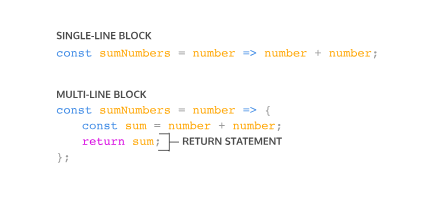 SINGLE-LINE BLOCK
const sumNumbers = number => number + number;
MULTI-LINE BLOCK
const sumNumbers = number => {
    const sum = number + number;
    return sum; RETURN STATEMENT
};